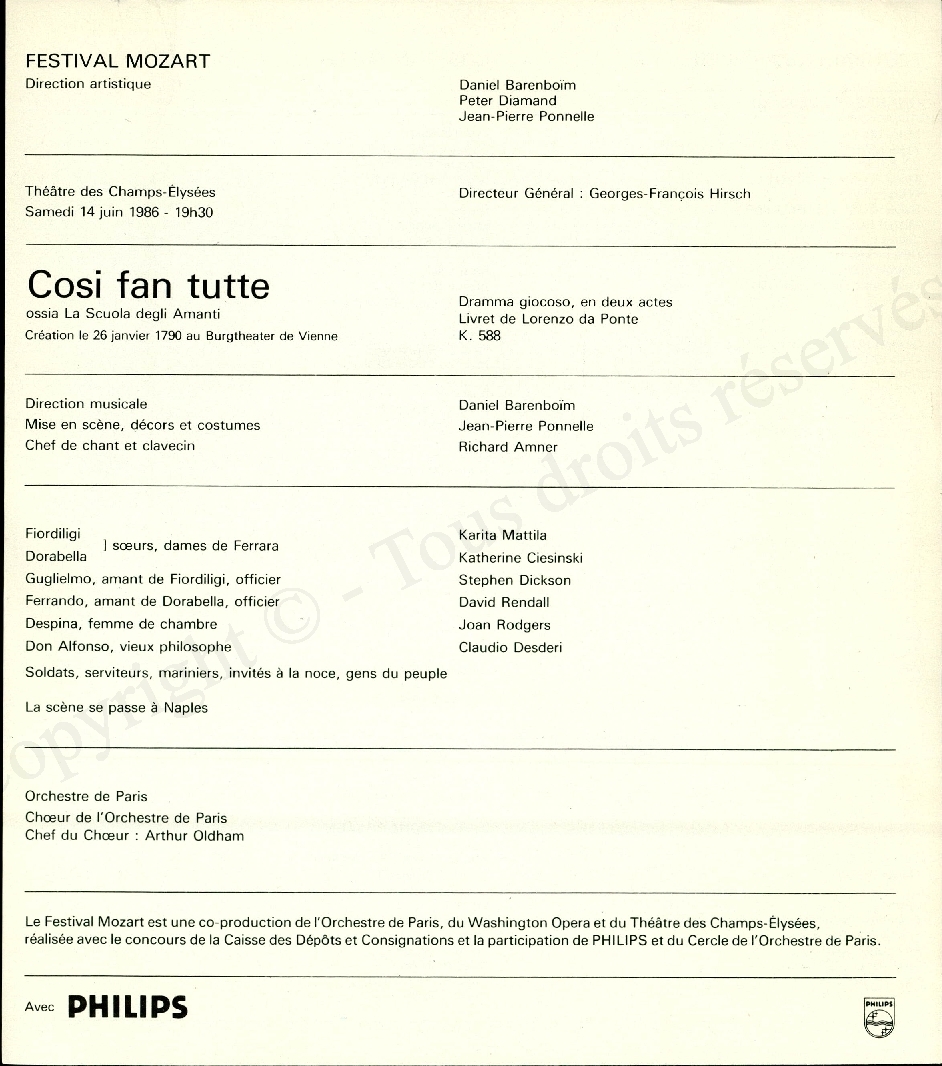 FESTIVAL MOZART
Direction artistique
Daniel Barenboïm
Peter Diamand
Jean-Pierre Ponnelle
Théâtre des Champs-Élysées
Samedi 14 juin 1986 - 19h30
Directeur Général : Georges-François Hirsch
Cosi fan tutte
ossia La Scuola degli Amanti
Création le 26 janvier 1790 au Burgtheater de Vienne
Dramma giocoso, en deux actes
Livret de Lorenzo da Ponte
K. 588
Direction musicale Daniel Barenboïm
Mise en scène, décors et costumes Jean-Pierre Ponnelle
Chef de chant et clavecin Richard Amner
Fiordiligi Karita Mattila
] sœurs, dames de Ferrara
Dorabella Katherine Ciesinski
Guglielmo, amant de Fiordiligi, officier Stephen Dickson
Ferrando, amant de Dorabella, officier David Rendall
Despina, femme de chambre Joan Rodgers
Don Alfonso, vieux philosophe Claudio Desderi
Soldats, serviteurs, mariniers, invités à la noce, gens du peuple
La scène se passe à Naples
Orchestre de Paris
Chœur de l'Orchestre de Paris
Chef du Chœur : Arthur Oldham
Le Festival Mozart est une co-production de l'Orchestre de Paris, du Washington Opera et du Théâtre des Champs-Élysées,
réalisée avec le concours de la Caisse des Dépôts et Consignations et la participation de PHILIPS et du Cercle de l'Orchestre de Paris.
Avec PHILIPS
PHILIPS
Copyright © - Tous droits réservés